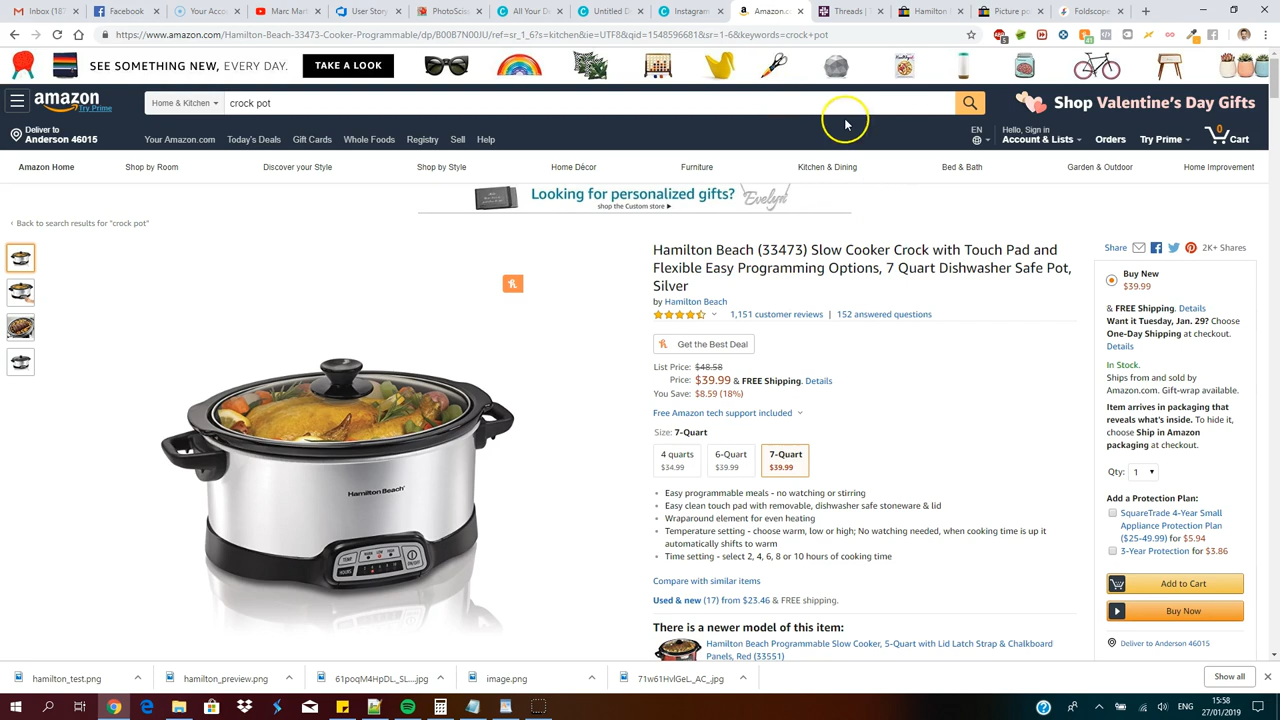 Inbox (187
Facebook
Your Acco
Marc Mart
User Story
PhotoScis
All Your De
Untitled D
Instagram
Amazon.c
Threads | T
Hamilton
Picture po
Foldscope
https://www.amazon.com/Hamilton-Beach-33473-Cooker-Programmable/dp/B00B7N00JU/ref=sr_1_6?s=kitchen&ie=UTF8&qid=1548596681&sr=1-6&keywords=crock+pot
SEE SOMETHING NEW, EVERY DAY. TAKE A LOOK
amazon
Try Prime
Home & Kitchen
crock pot
Shop Valentine's Day Gifts
Deliver to
Anderson 46015
Your Amazon.com Today's Deals Gift Cards Whole Foods Registry Sell Help
EN
Hello, Sign in
Account & Lists
Orders
Try Prime
0
Cart
Amazon Home Shop by Room Discover your Style Shop by Style Home Décor Furniture Kitchen & Dining Bed & Bath Garden & Outdoor Home Improvement
Looking for personalized gifts?
shop the Custom store
Evelyn
‹ Back to search results for "crock pot"
Hamilton Beach (33473) Slow Cooker Crock with Touch Pad and
Flexible Easy Programming Options, 7 Quart Dishwasher Safe Pot,
Silver
by Hamilton Beach
1,151 customer reviews | 152 answered questions
Get the Best Deal
List Price: $48.58
Price: $39.99 & FREE Shipping. Details
You Save: $8.59 (18%)
Free Amazon tech support included
Size: 7-Quart
4 quarts
$34.99
6-Quart
$39.99
7-Quart
$39.99
Easy programmable meals - no watching or stirring
Easy clean touch pad with removable, dishwasher safe stoneware & lid
Wraparound element for even heating
Temperature setting - choose warm, low or high; No watching needed, when cooking time is up it
automatically shifts to warm
Time setting - select 2, 4, 6, 8 or 10 hours of cooking time
Compare with similar items
Used & new (17) from $23.46 & FREE shipping.
There is a newer model of this item:
Hamilton Beach Programmable Slow Cooker, 5-Quart with Lid Latch Strap & Chalkboard
Panels, Red (33551)
Hamilton Beach
TEMP
HOURS
ON/OFF
Share 2K+ Shares
Buy New
$39.99
& FREE Shipping. Details
Want it Tuesday, Jan. 29? Choose
One-Day Shipping at checkout.
Details
In Stock.
Ships from and sold by
Amazon.com. Gift-wrap available.
Item arrives in packaging that
reveals what's inside. To hide it,
choose Ship in Amazon
packaging at checkout.
Qty: 1
Add a Protection Plan:
SquareTrade 4-Year Small
Appliance Protection Plan
($25-49.99) for $5.94
3-Year Protection for $3.86
Add to Cart
Buy Now
Deliver to Anderson 46015
hamilton_test.png
hamilton_preview.png
61poqM4HpDL._SL....jpg
image.png
71w61HvlGeL._AC_.jpg
Show all
ENG
15:58
27/01/2019